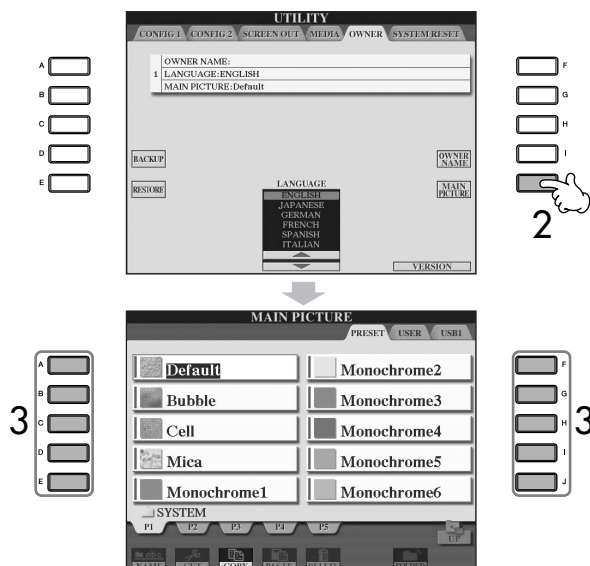 UTILITY
CONFIG 1 CONFIG 2 SCREEN OUT MEDIA OWNER SYSTEM RESET
OWNER NAME:
1 LANGUAGE:ENGLISH
MAIN PICTURE:Default
A
B
C
D
E
F
G
H
I
BACKUP
OWNER NAME
RESTORE
MAIN PICTURE
LANGUAGE
ENGLISH
JAPANESE
GERMAN
FRENCH
SPANISH
ITALIAN
VERSION
2
MAIN PICTURE
PRESET USER USB1
Default
Bubble
Cell
Mica
Monochrome1
Monochrome2
Monochrome3
Monochrome4
Monochrome5
Monochrome6
3
A
B
C
D
E
3
F
G
H
I
J
SYSTEM
P1 P2 P3 P4 P5
UP
abc
NAME CUT COPY PASTE DELETE FOLDER